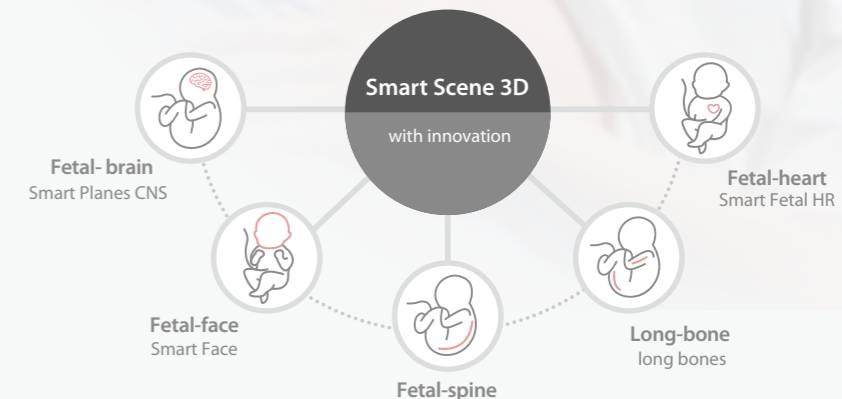 Smart Scene 3D
with innovation
Fetal- brain
Smart Planes CNS
Fetal-heart
Smart Fetal HR
Fetal-face
Smart Face
Long-bone
long bones
Fetal-spine